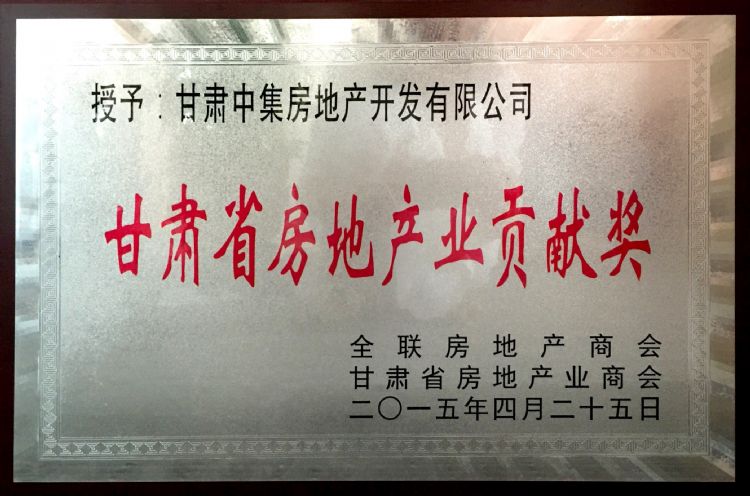 授予：甘肃中集房地产开发有限公司
甘肃省房地产业贡献奖
全联房地产商会
甘肃省房地产业商会
二〇一五年四月二十五日